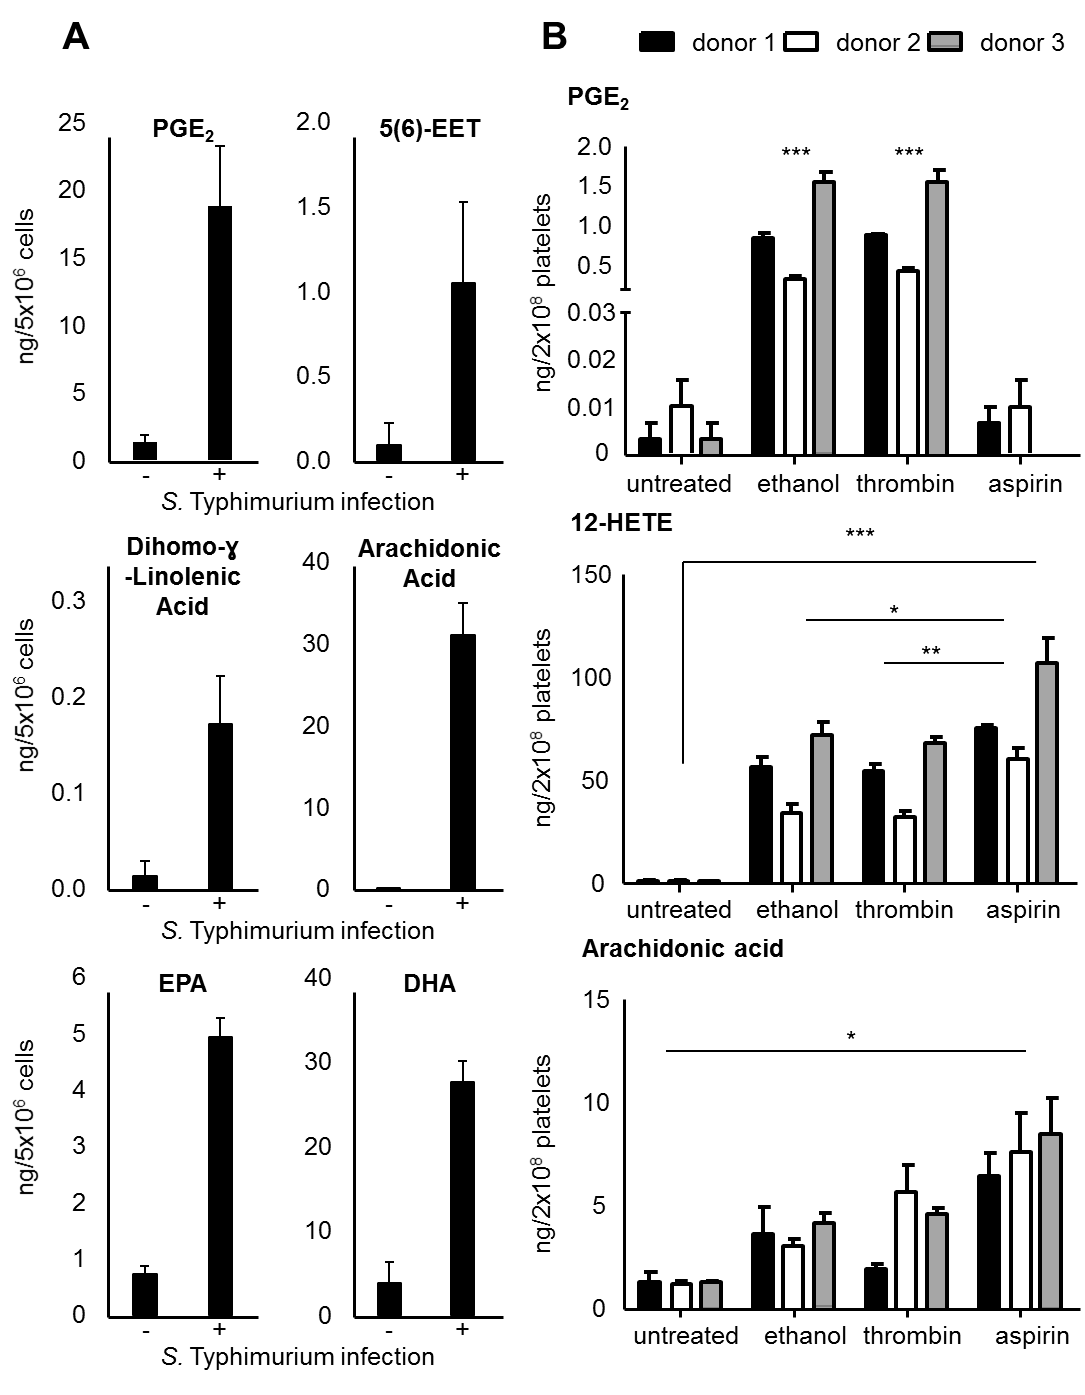 A
25
20
15
10
5
0
PGE₂
ng/5x10⁶ cells
- +
2.0
1.5
1.0
0.5
0.0
5(6)-EET
- +
S. Typhimurium infection
Dihomo-ɣ
-Linolenic
Acid
0.3
0.2
0.1
0.0
ng/5x10⁶ cells
- +
Arachidonic
Acid
40
30
20
10
0
- +
S. Typhimurium infection
EPA
6
5
4
3
2
1
0
ng/5x10⁶ cells
- +
DHA
40
30
20
10
0
- +
S. Typhimurium infection
B
donor 1 donor 2 donor 3
PGE₂
2.0
1.5
1.0
0.5
0.03
0.02
0.01
0
ng/2x10⁸ platelets
*** ***
untreated ethanol thrombin aspirin
12-HETE
***
*
**
150
100
50
0
ng/2x10⁸ platelets
untreated ethanol thrombin aspirin
Arachidonic acid
*
15
10
5
0
ng/2x10⁸ platelets
untreated ethanol thrombin aspirin